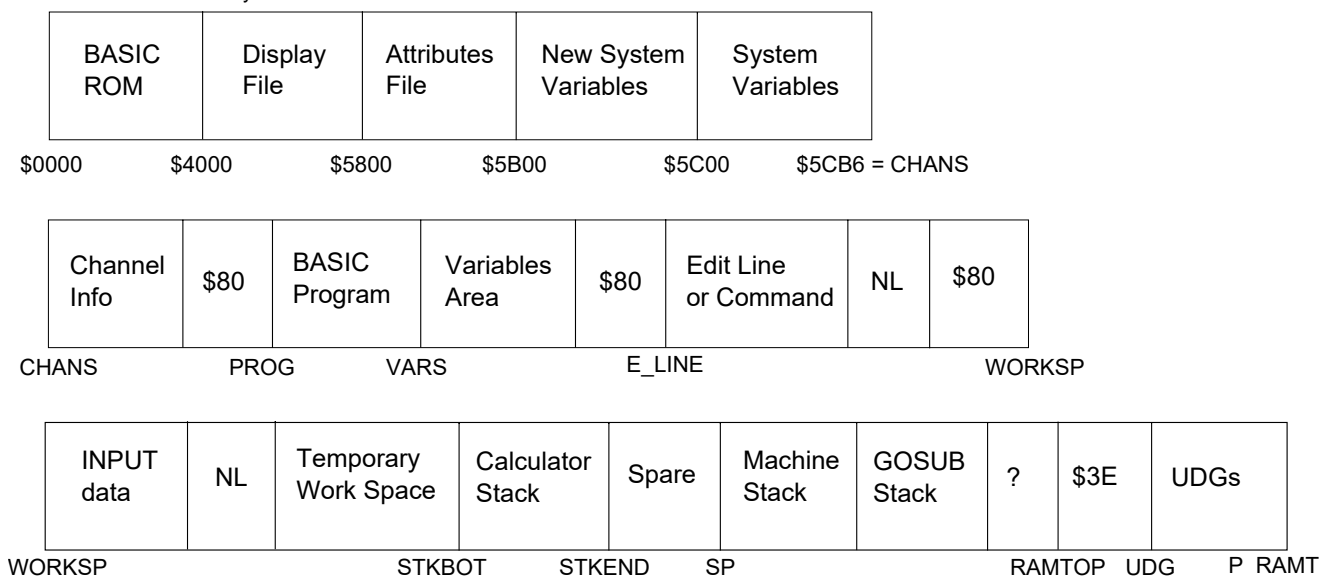 BASIC ROM
Display File
Attributes File
New System Variables
System Variables
$0000 $4000 $5800 $5B00 $5C00 $5CB6 = CHANS
Channel Info
$80
BASIC Program
Variables Area
$80
Edit Line or Command
NL
$80
CHANS PROG VARS E_LINE WORKSP
INPUT data
NL
Temporary Work Space
Calculator Stack
Spare
Machine Stack
GOSUB Stack
?
$3E
UDGs
WORKSP STKBOT STKEND SP RAMTOP UDG P RAMT